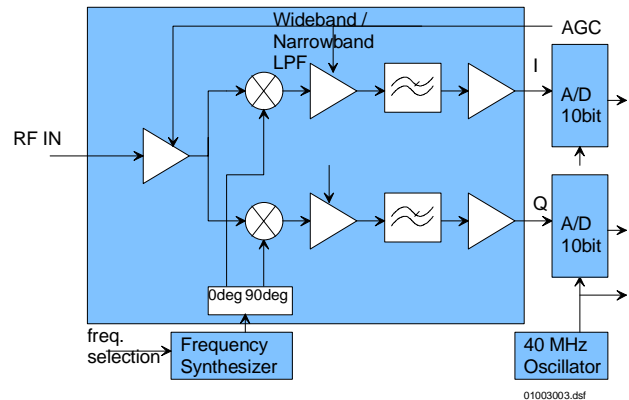 Wideband /
Narrowband
LPF
AGC
I
A/D
10bit
RF IN
Q
A/D
10bit
0deg 90deg
freq.
selection
Frequency
Synthesizer
40 MHz
Oscillator
01003003.dsf